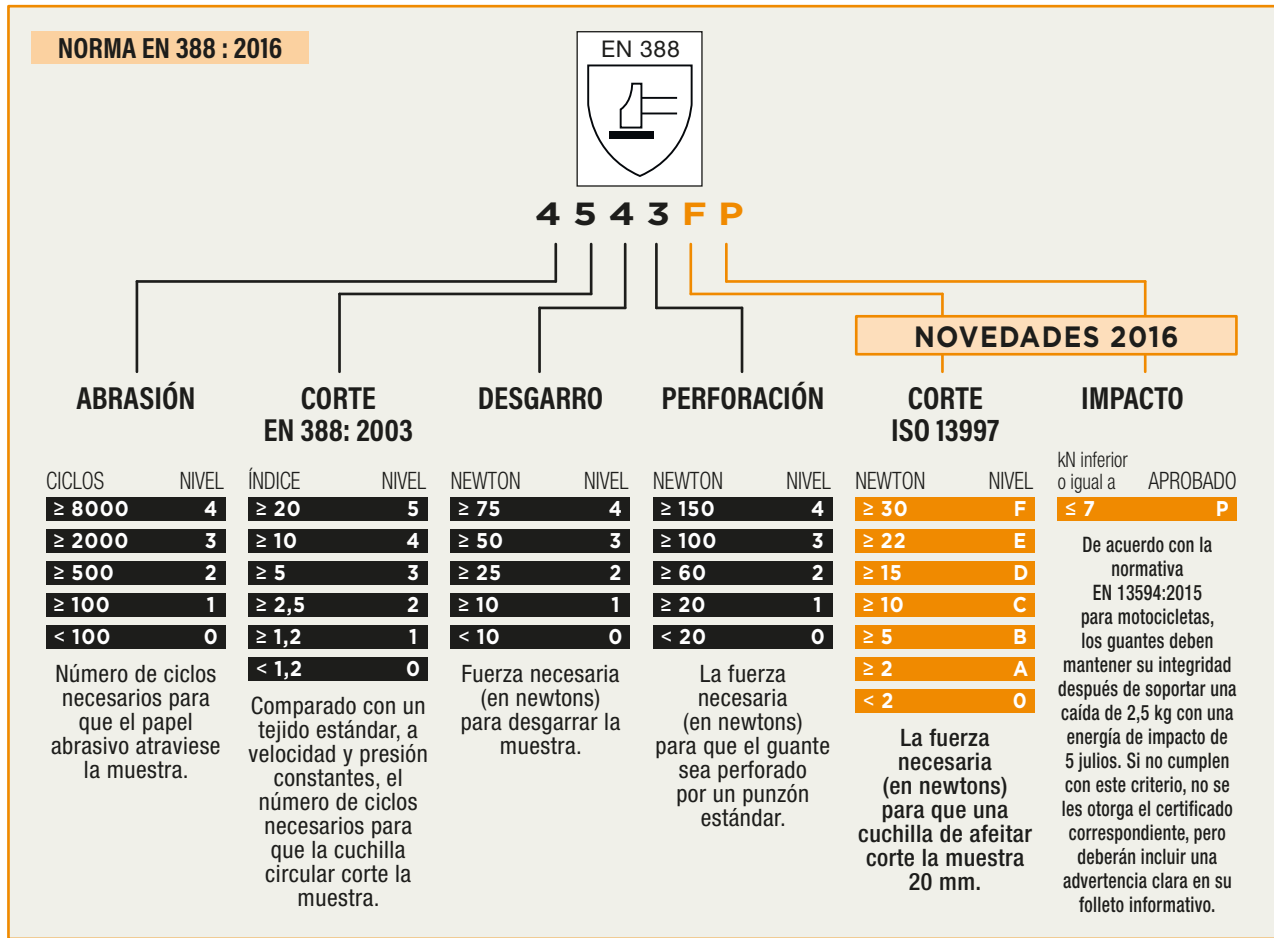 NORMA EN 388 : 2016
EN 388
4 5 4 3 F P
NOVEDADES 2016
ABRASIÓN
CICLOS NIVEL
≥ 8000 4
≥ 2000 3
≥ 500 2
≥ 100 1
< 100 0
Número de ciclos
necesarios para
que el papel
abrasivo atraviese
la muestra.
CORTE
EN 388: 2003
ÍNDICE NIVEL
≥ 20 5
≥ 10 4
≥ 5 3
≥ 2,5 2
≥ 1,2 1
< 1,2 0
Comparado con un
tejido estándar, a
velocidad y presión
constantes, el
número de ciclos
necesarios para
que la cuchilla
circular corte la
muestra.
DESGARRO
NEWTON NIVEL
≥ 75 4
≥ 50 3
≥ 25 2
≥ 10 1
< 10 0
Fuerza necesaria
(en newtons)
para desgarrar la
muestra.
PERFORACIÓN
NEWTON NIVEL
≥ 150 4
≥ 100 3
≥ 60 2
≥ 20 1
< 20 0
La fuerza
necesaria
(en newtons)
para que el guante
sea perforado
por un punzón
estándar.
CORTE
ISO 13997
NEWTON NIVEL
≥ 30 F
≥ 22 E
≥ 15 D
≥ 10 C
≥ 5 B
≥ 2 A
< 2 0
La fuerza
necesaria
(en newtons)
para que una
cuchilla de afeitar
corte la muestra
20 mm.
IMPACTO
kN inferior
o igual a APROBADO
≤ 7 P
De acuerdo con la
normativa
EN 13594:2015
para motocicletas,
los guantes deben
mantener su integridad
después de soportar una
caída de 2,5 kg con una
energía de impacto de
5 julios. Si no cumplen
con este criterio, no se
les otorga el certificado
correspondiente, pero
deberán incluir una
advertencia clara en su
folleto informativo.